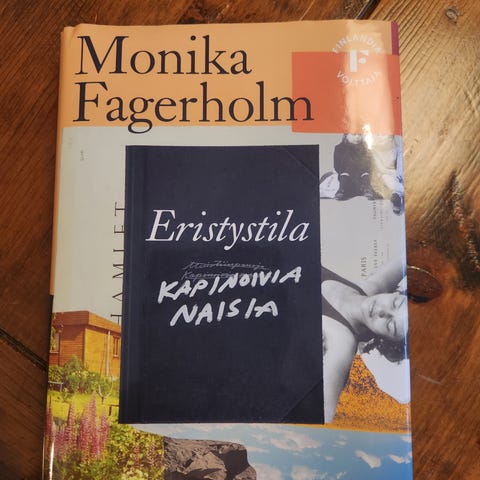 Monika
Fagerholm
FINLANDIA
F
VOITTAJA
HAMLET
Eristystila
KAPINOIVIA
NAISIA
PARIS